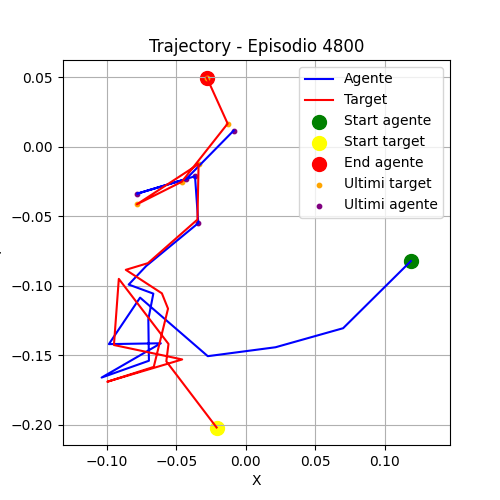 Trajectory - Episodio 4800
Agente
Target
Start agente
Start target
End agente
Ultimi target
Ultimi agente
0.05
0.00
−0.05
−0.10
−0.15
−0.20
−0.10
−0.05
0.00
0.05
0.10
X